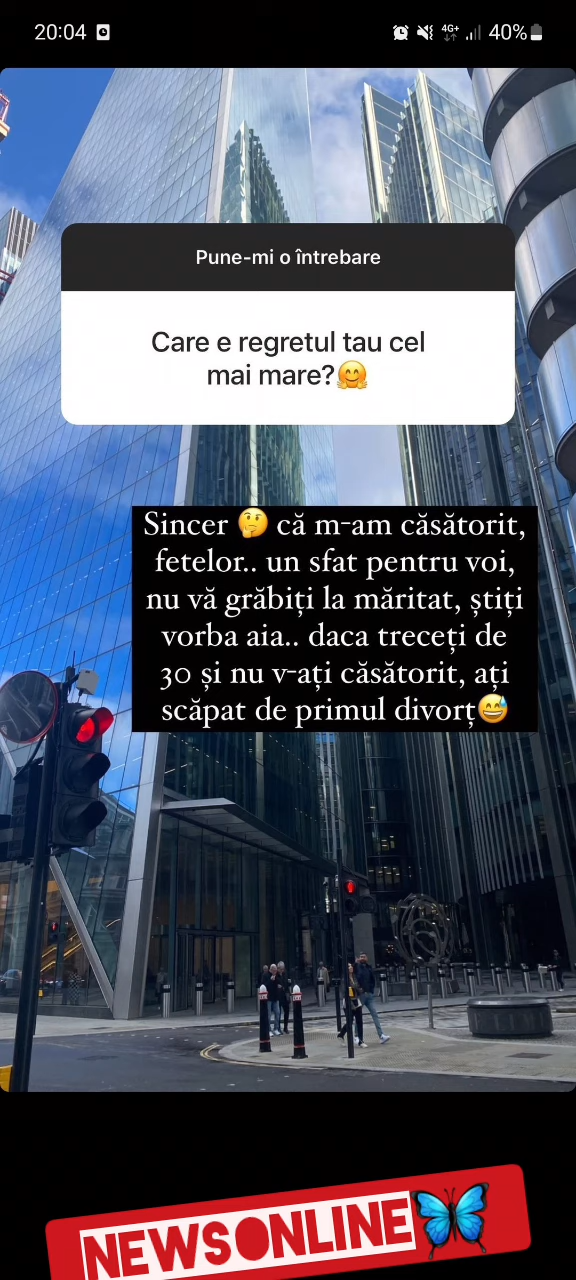 20:04
4G+
40%
Pune-mi o întrebare
Care e regretul tau cel
mai mare?🤗
Sincer 🤔 că m-am căsătorit,
fetelor.. un sfat pentru voi,
nu vă grăbiți la măritat, știți
vorba aia.. daca treceți de
30 și nu v-ați căsătorit, ați
scăpat de primul divorț😅
NEWSONLINE🦋